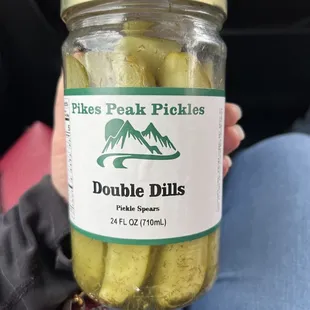 Pikes Peak Pickles
Double Dills
Pickle Spears
24 FL OZ (710mL)